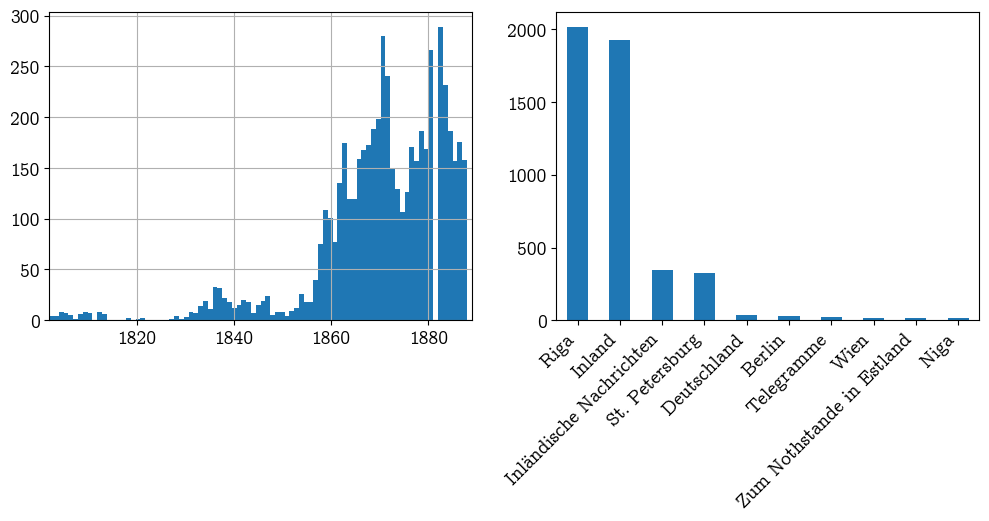 300
250
200
150
100
50
0
1820 1840 1860 1880
2000
1500
1000
500
0
Riga
Inland
Inländische Nachrichten
St. Petersburg
Deutschland
Berlin
Telegramme
Wien
Zum Nothstande in Estland
Niga